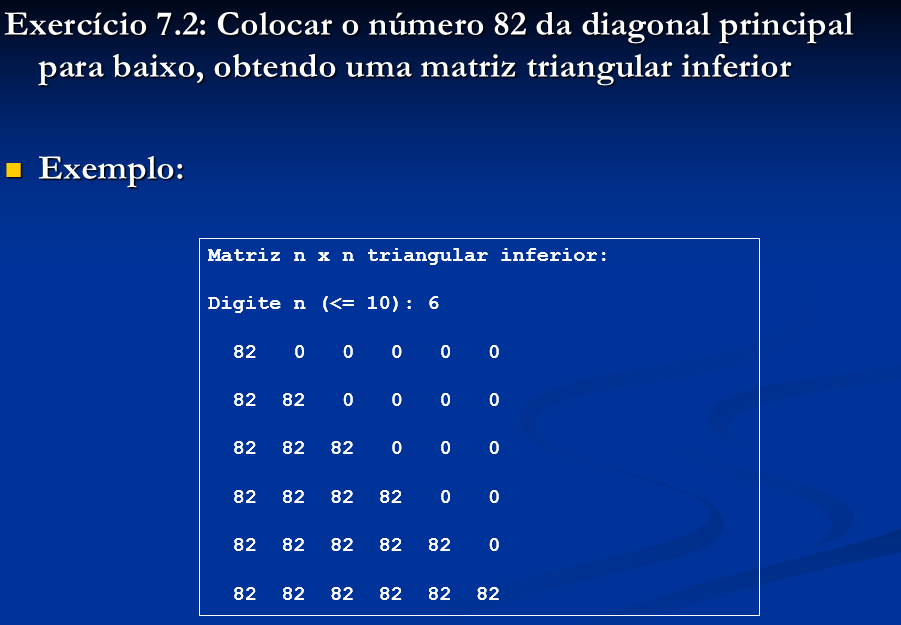 Exercício 7.2: Colocar o número 82 da diagonal principal
para baixo, obtendo uma matriz triangular inferior
Exemplo:
Matriz n x n triangular inferior:
Digite n (<= 10): 6
82 0 0 0 0 0
82 82 0 0 0 0
82 82 82 0 0 0
82 82 82 82 0 0
82 82 82 82 82 0
82 82 82 82 82 82